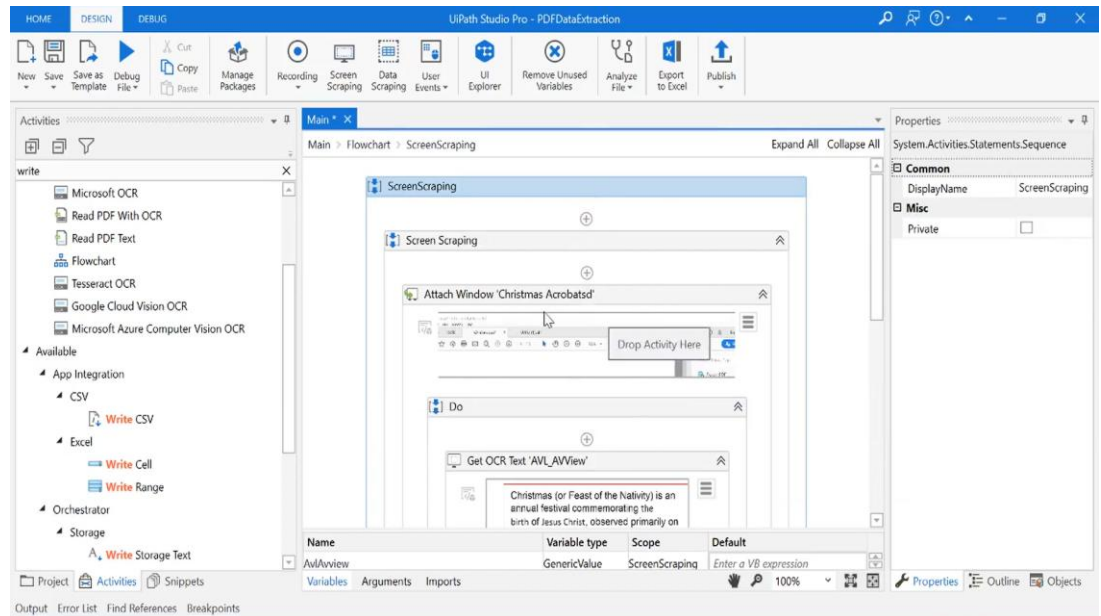 HOME DESIGN DEBUG UiPath Studio Pro - PDFDataExtraction
New Save Save as Template Debug File Cut Copy Paste Manage Packages Recording Screen Scraping Data Scraping User Events UI Explorer Remove Unused Variables Analyze File Export to Excel Publish
Activities
write
Microsoft OCR
Read PDF With OCR
Read PDF Text
Flowchart
Tesseract OCR
Google Cloud Vision OCR
Microsoft Azure Computer Vision OCR
Available
App Integration
CSV
Write CSV
Excel
Write Cell
Write Range
Orchestrator
Storage
Write Storage Text
Project Activities Snippets
Main *
Main > Flowchart > ScreenScraping Expand All Collapse All
ScreenScraping
Screen Scraping
Attach Window 'Christmas Acrobatsd'
Drop Activity Here
Do
Get OCR Text 'AVL_AVView'
Christmas (or Feast of the Nativity) is an
annual festival commemorating the
birth of Jesus Christ, observed primarily on
Name Variable type Scope Default
AvlAvview GenericValue ScreenScraping Enter a VB expression
Variables Arguments Imports 100%
Properties
System.Activities.Statements.Sequence
Common
DisplayName ScreenScraping
Misc
Private
Properties Outline Objects
Output Error List Find References Breakpoints